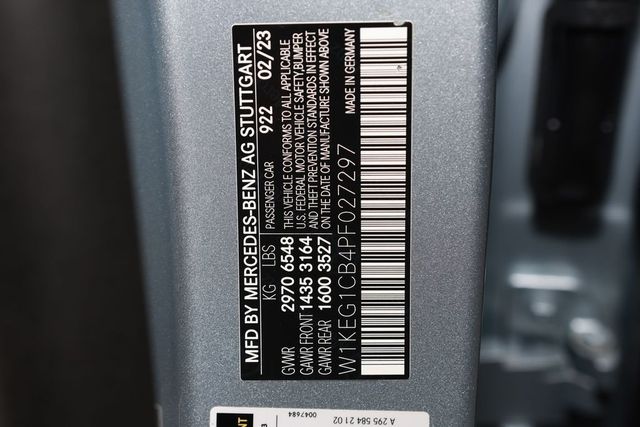 MFD BY MERCEDES-BENZ AG STUTTGART
922 02/23
KG LBS PASSENGER CAR
GVWR 2970 6548 THIS VEHICLE CONFORMS TO ALL APPLICABLE
U.S. FEDERAL MOTOR VEHICLE SAFETY,BUMPER
GAWR FRONT 1435 3164 AND THEFT PREVENTION STANDARDS IN EFFECT
GAWR REAR 1600 3527 ON THE DATE OF MANUFACTURE SHOWN ABOVE
W1KEG1CB4PF027297 MADE IN GERMANY
0047684
A 295 584 21 02